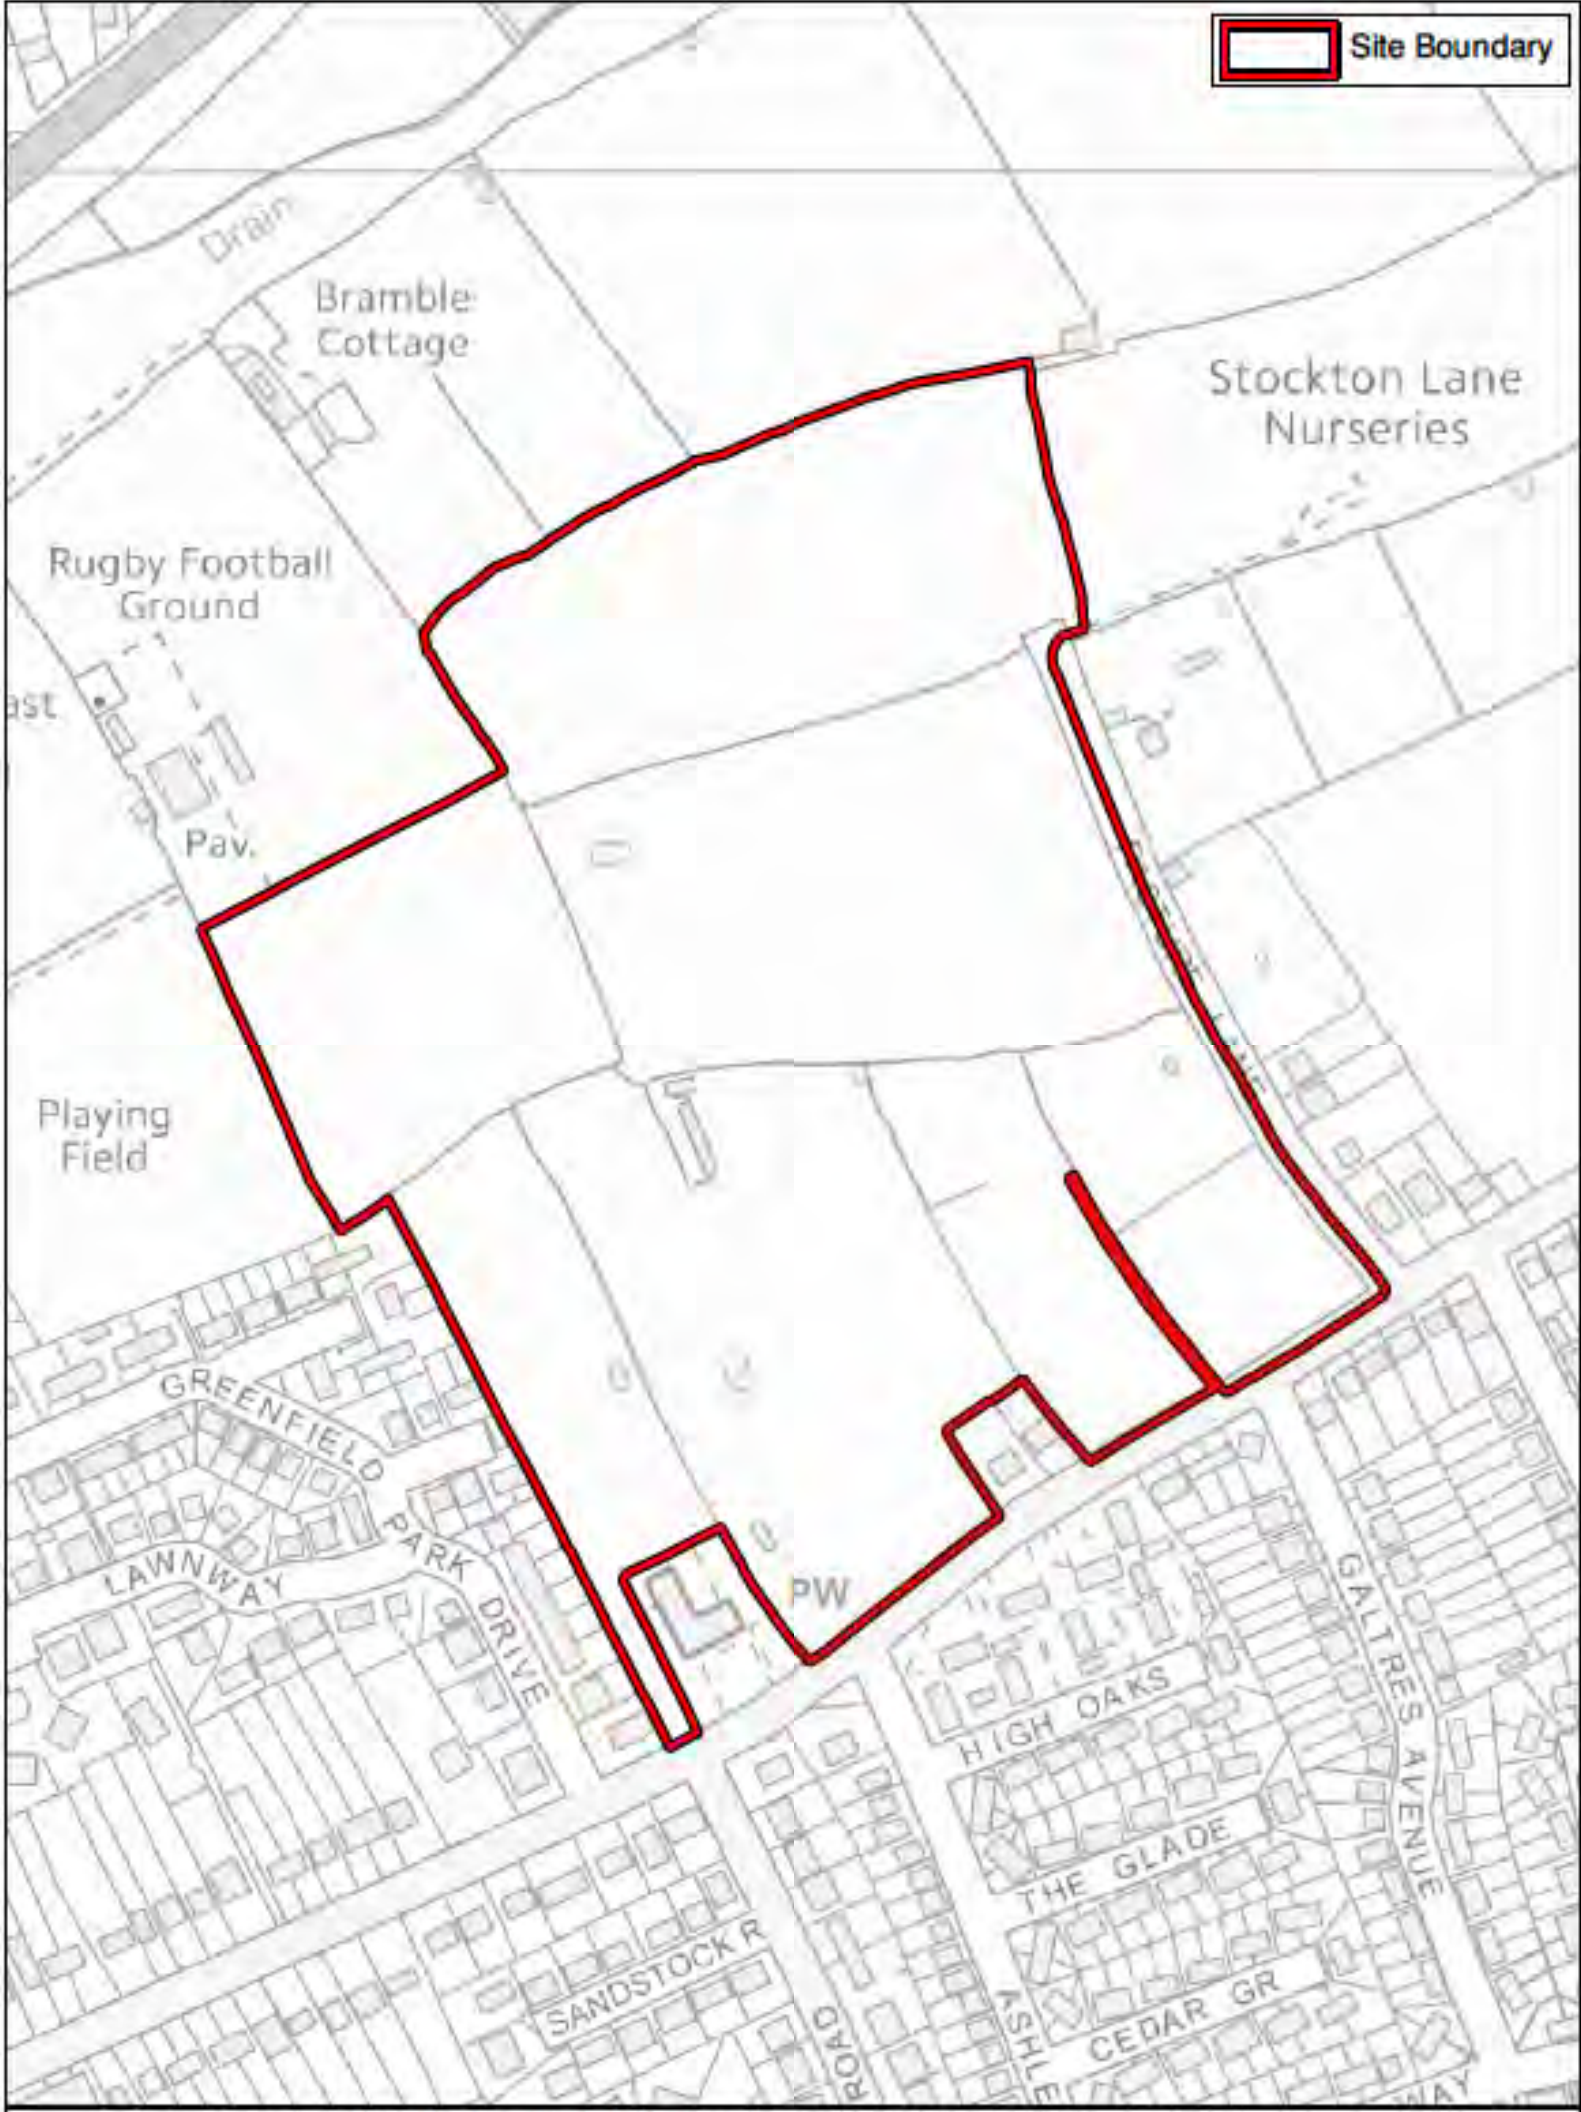 Site Boundary
Drain
Bramble
Cottage
Stockton Lane
Nurseries
Rugby Football
Ground
ast
Pav.
Playing
Field
GREENFIELD
PARK DRIVE
LAWNWAY
PW
HIGH OAKS
GALTRES AVENUE
THE GLADE
SANDSTOCK R
ROAD
ASHLE
CEDAR GR
WAY